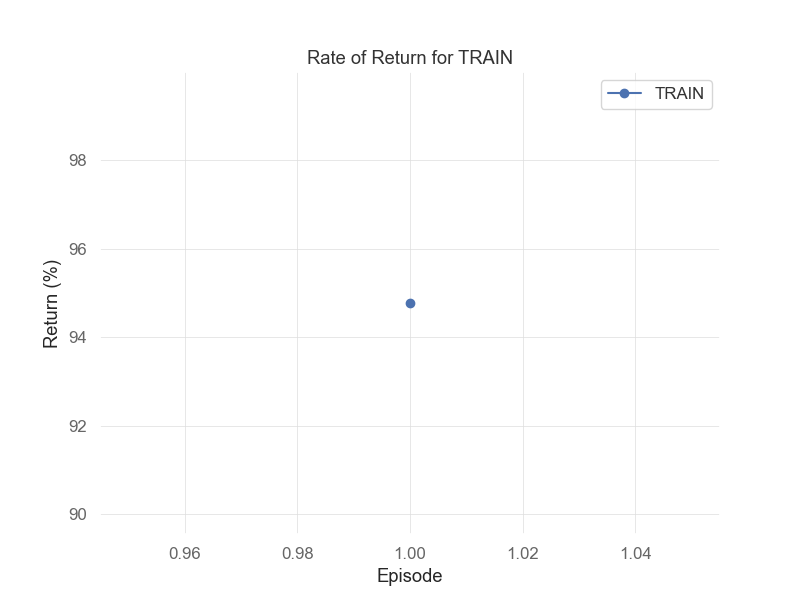 Rate of Return for TRAIN
TRAIN
98
96
94
92
90
Return (%)
0.96 0.98 1.00 1.02 1.04
Episode